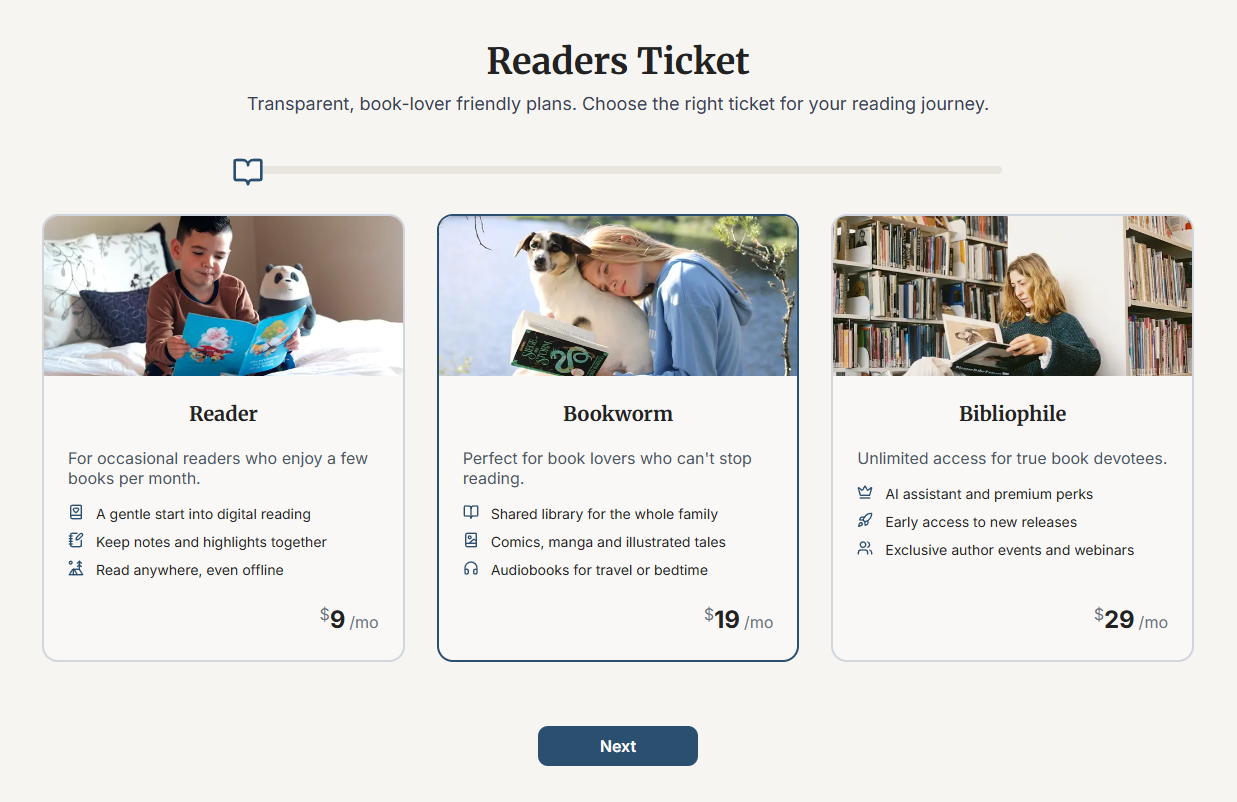 Readers Ticket
Transparent, book-lover friendly plans. Choose the right ticket for your reading journey.
Reader
For occasional readers who enjoy a few
books per month.
A gentle start into digital reading
Keep notes and highlights together
Read anywhere, even offline
$9 /mo
Bookworm
Perfect for book lovers who can't stop
reading.
Shared library for the whole family
Comics, manga and illustrated tales
Audiobooks for travel or bedtime
$19 /mo
Bibliophile
Unlimited access for true book devotees.
AI assistant and premium perks
Early access to new releases
Exclusive author events and webinars
$29 /mo
Next